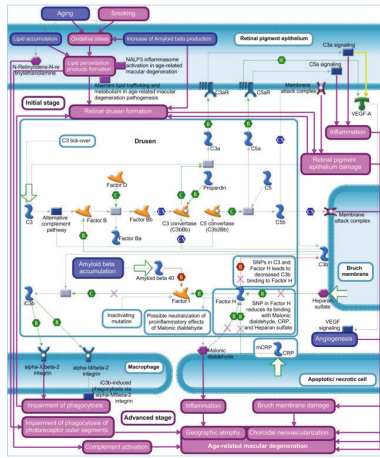 Aging
Smoking
Retinal pigment epithelium
Lipid accumulation
Oxidative stress
Increase of Amyloid beta production
C3a signaling
C5a signaling
Lipid peroxidation
products formation
NALP3 inflammasome
activation in age-related
macular degeneration
N-Retinylidene-N-re
tinylethanolamine
Aberrant lipid trafficking and
metabolism in age-related macular
degeneration pathogenesis
C3aR
C5aR
Membrane
attack complex
VEGF-A
Initial stage
Retinal drusen formation
Inflammation
C3 tick-over
Drusen
C3a
C5a
Retinal pigment
epithelium damage
Factor D
Properdin
C5
C3
Alternative
complement
pathway
Factor B
Factor Bb
C3 convertase
(C3bBb)
C5 convertase
(C3b2Bb)
C5b
Membrane
attack complex
Factor Ba
C3b
Amyloid beta
accumulation
Amyloid beta 40
SNPs in C3 and
Factor H leads to
decreased C3b
binding to Factor H
Bruch
membrane
iC3b
Factor I
Factor H
Heparan
sulfate
Inactivating
mutation
Possible neutralization of
proinflammatory effects
of Malonic dialdehyde
SNP in Factor H
reduces its binding
with Malonic
dialdehyde, CRP,
and Heparan sulfate
VEGF
signaling
Angiogenesis
Malonic
dialdehyde
mCRP
CRP
alpha-X/beta-2
integrin
alpha-M/beta-2
integrin
Macrophage
Apoptotic/ necrotic cell
iC3b-induced
phagocytosis via
alpha-M/beta-2
integrin
Impairment of phagocytosis
Inflammation
Bruch membrane damage
Impairment of phagocytosis of
photoreceptor outer segments
Advanced stage
Geographic atrophy
Choroidal neovascularization
Complement activation
Age-related macular degeneration